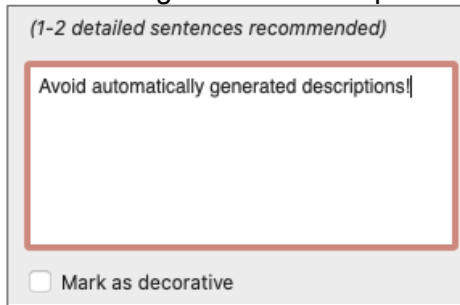 (1-2 detailed sentences recommended)
Avoid automatically generated descriptions!
Mark as decorative